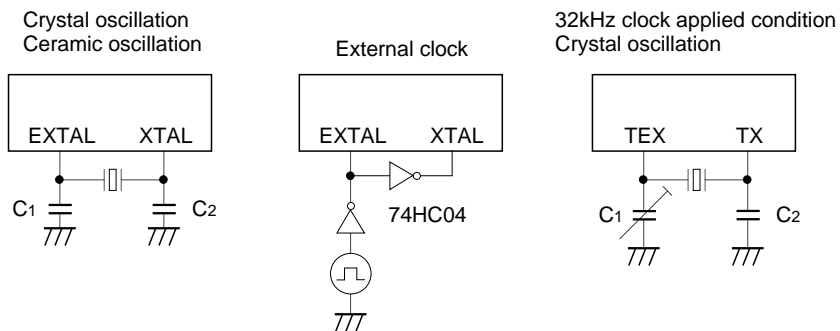 Crystal oscillation
Ceramic oscillation
EXTAL XTAL
C1 C2
External clock
EXTAL XTAL
74HC04
32kHz clock applied condition
Crystal oscillation
TEX TX
C1 C2